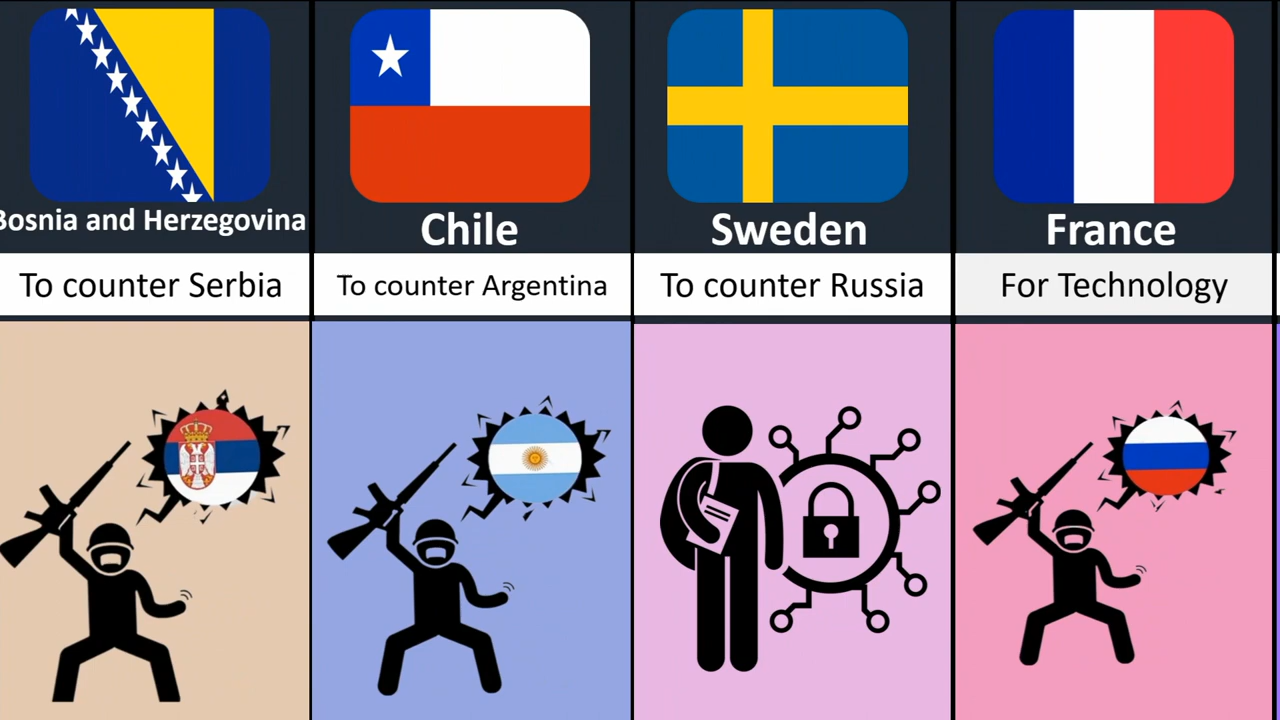 Bosnia and Herzegovina
To counter Serbia
Chile
To counter Argentina
Sweden
To counter Russia
France
For Technology